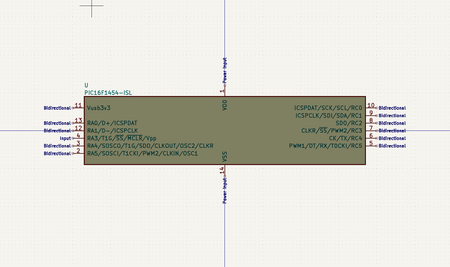 Power Input
1
VDD
U
PIC16F1454-ISL
Bidirectional 11 Vusb3v3
ICSPDAT/SCK/SCL/RC0 10 Bidirectional
ICSPCLK/SDI/SDA/RC1 9 Bidirectional
Bidirectional 13 RA0/D+/ICSPDAT
SDO/RC2 8 Bidirectional
Bidirectional 12 RA1/D-/ICSPCLK
CLKR/SS/PWM2/RC3 7 Bidirectional
Input 4 RA3/T1G/SS/MCLR/Vpp
CK/TX/RC4 6 Bidirectional
Bidirectional 3 RA4/SOSCO/T1G/SDO/CLKOUT/OSC2/CLKR
PWM1/DT/RX/T0CKI/RC5 5 Bidirectional
Bidirectional 2 RA5/SOSCI/T1CKI/PWM2/CLKIN/OSC1
VSS
14
Power Input